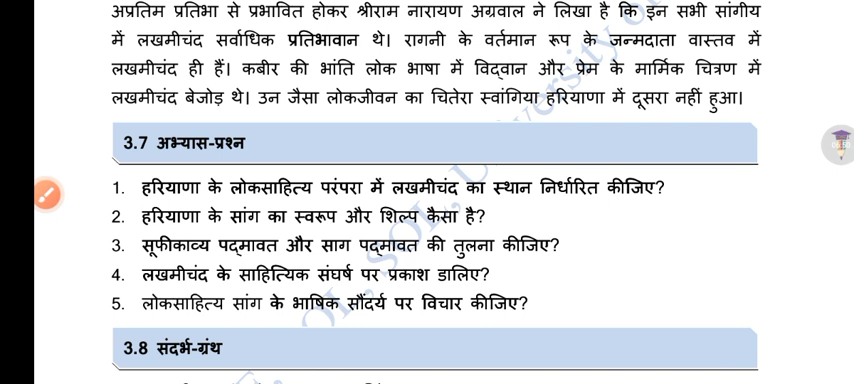 अप्रतिम प्रतिभा से प्रभावित होकर श्रीराम नारायण अग्रवाल ने लिखा है कि इन सभी सांगीय
में लखमीचंद सर्वाधिक प्रतिभावान थे। रागनी के वर्तमान रूप के जन्मदाता वास्तव में
लखमीचंद ही हैं। कबीर की भांति लोक भाषा में विद्वान और प्रेम के मार्मिक चित्रण में
लखमीचंद बेजोड़ थे। उन जैसा लोकजीवन का चितेरा स्वांगिया हरियाणा में दूसरा नहीं हुआ।
3.7 अभ्यास-प्रश्न
1. हरियाणा के लोकसाहित्य परंपरा में लखमीचंद का स्थान निर्धारित कीजिए?
2. हरियाणा के सांग का स्वरूप और शिल्प कैसा है?
3. सूफीकाव्य पद्मावत और साग पद्मावत की तुलना कीजिए?
4. लखमीचंद के साहित्यिक संघर्ष पर प्रकाश डालिए?
5. लोकसाहित्य सांग के भाषिक सौंदर्य पर विचार कीजिए?
3.8 संदर्भ-ग्रंथ